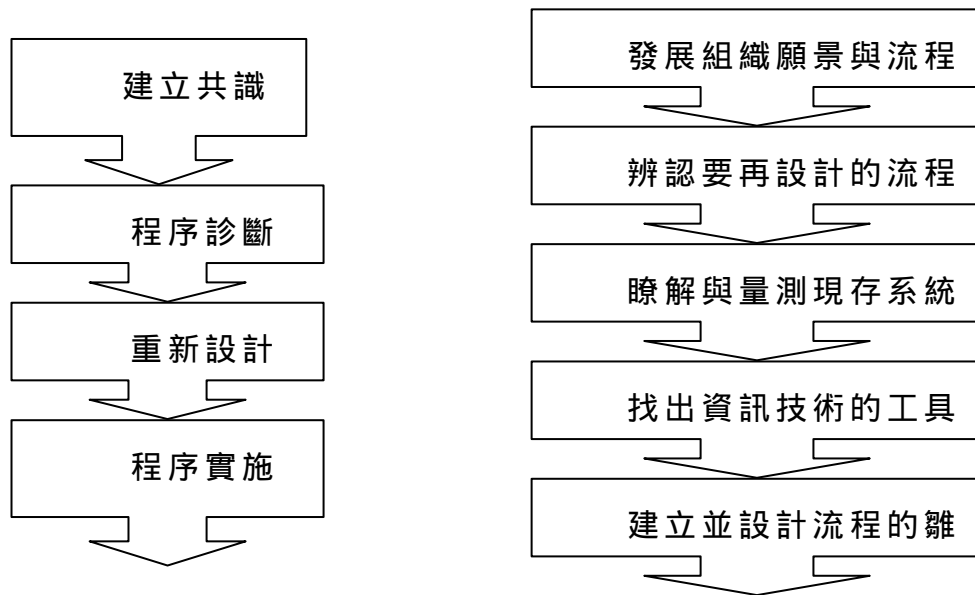 建立共識
程序診斷
重新設計
程序實施
發展組織願景與流程
辨認要再設計的流程
瞭解與量測現存系統
找出資訊技術的工具
建立並設計流程的雛